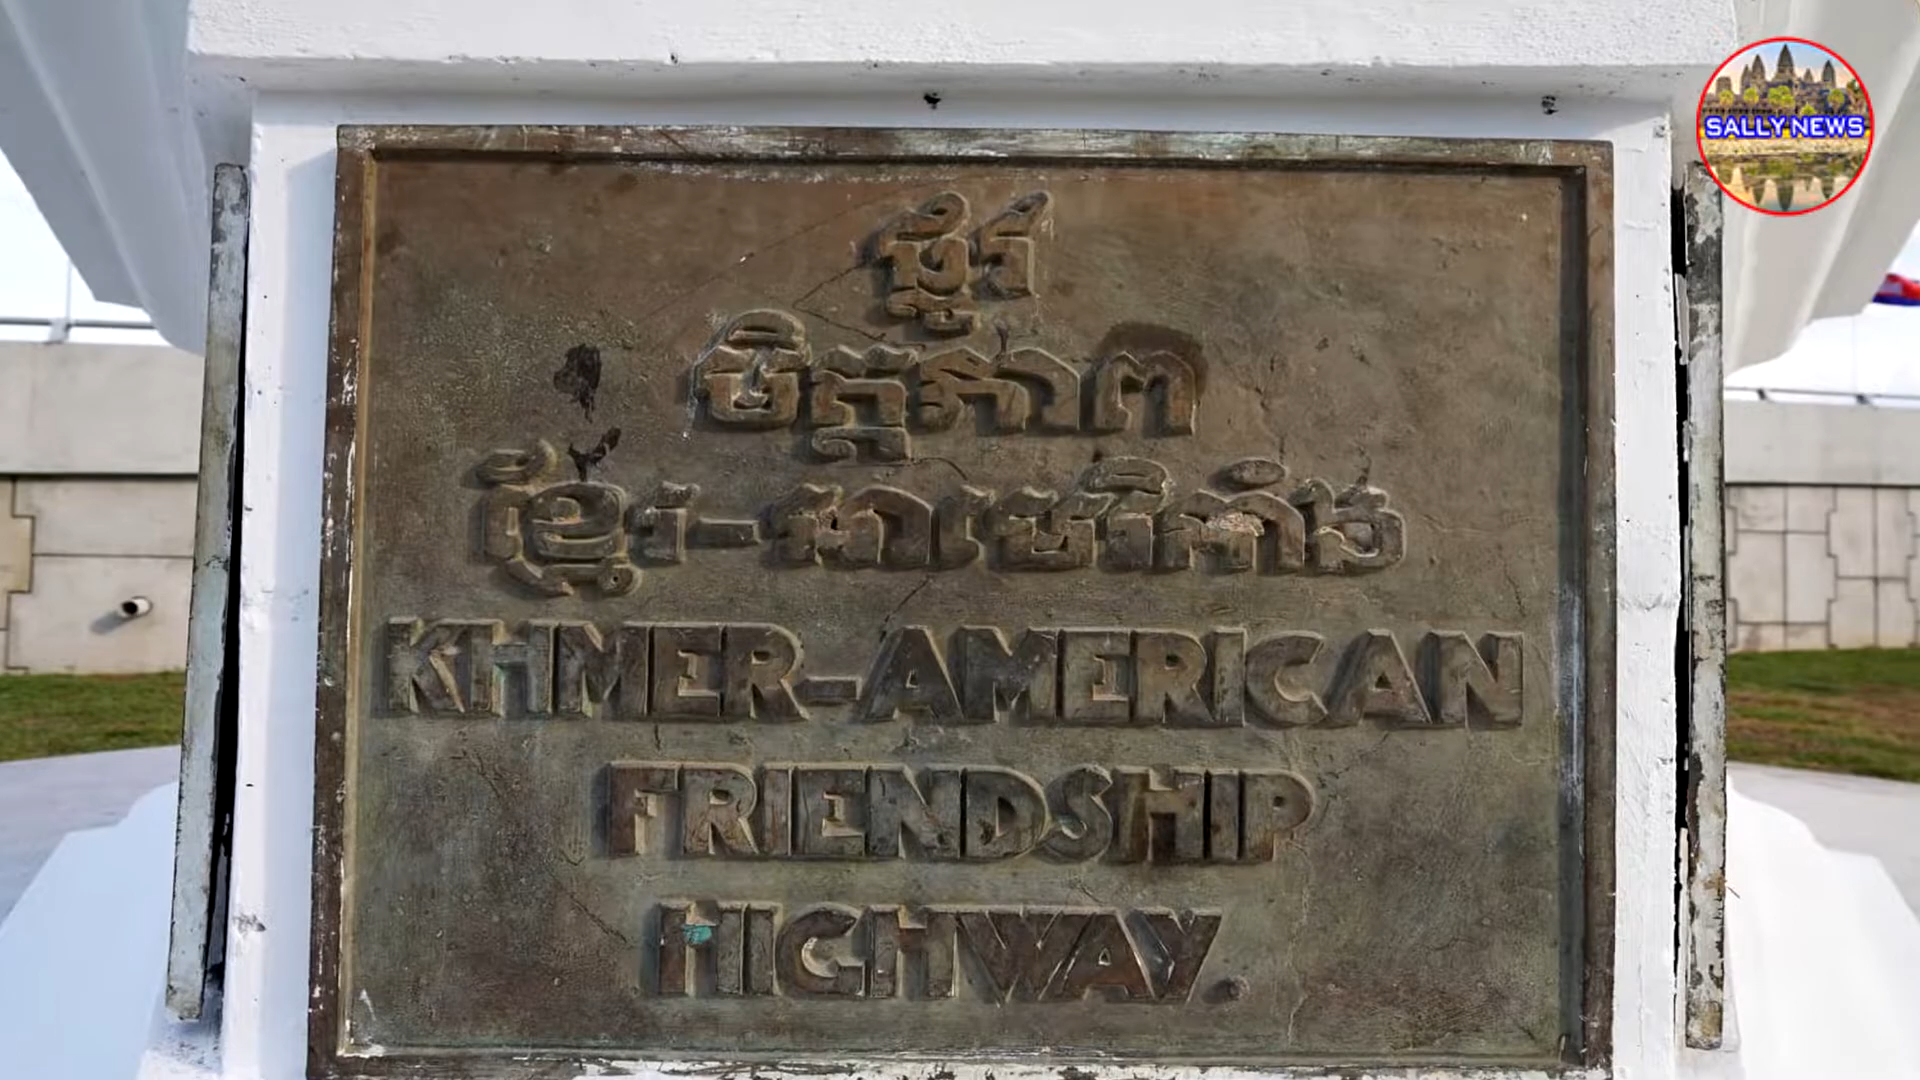 ផ្លូវ
មិត្តភាព
ខ្មែរ-អាមេរិកាំង
KHMER-AMERICAN
FRIENDSHIP
HIGHWAY.
SALLY NEWS